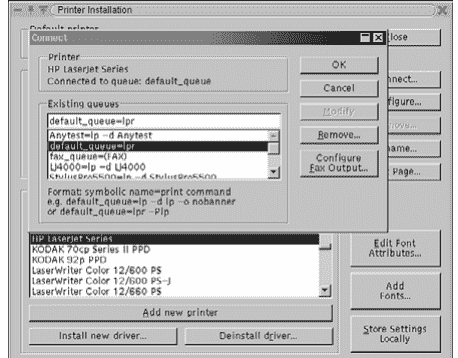 Printer Installation
Default printer
Close
Connect
Printer
HP LaserJet Series
Connected to queue: default_queue
OK
Cancel
Modify
Remove...
Configure
Fax Output...
Existing queues
default_queue=lpr
Anytest=lp -d Anytest
default_queue=lpr
fax_queue=(FAX)
LJ4000=lp -d LJ4000
StylusPro5500=lp -d StylusPro5500
Format: symbolic name=print command
e.g. default_queue=lp -d lp -o nobanner
or default_queue=lpr -Plp
Page...
HP LaserJet Series
KODAK 70cp Series II PPD
KODAK 92p PPD
LaserWriter Color 12/600 PS
LaserWriter Color 12/600 PS-J
LaserWriter Color 12/660 PS
Edit Font
Attributes...
Add
Fonts...
Add new printer
Install new driver...
Deinstall driver...
Store Settings
Locally